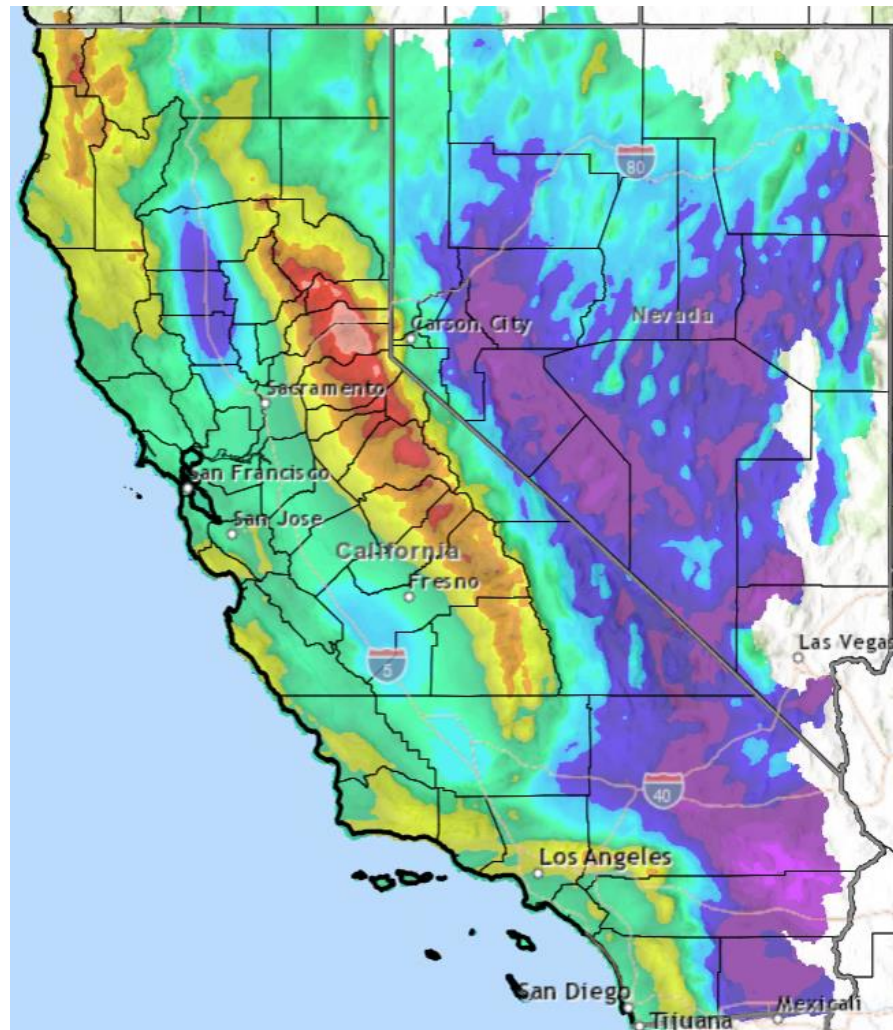 80
Carson City
Nevada
Sacramento
San Francisco
San Jose
California
Fresno
5
Las Vegas
40
Los Angeles
San Diego
Mexicali
Tijuana